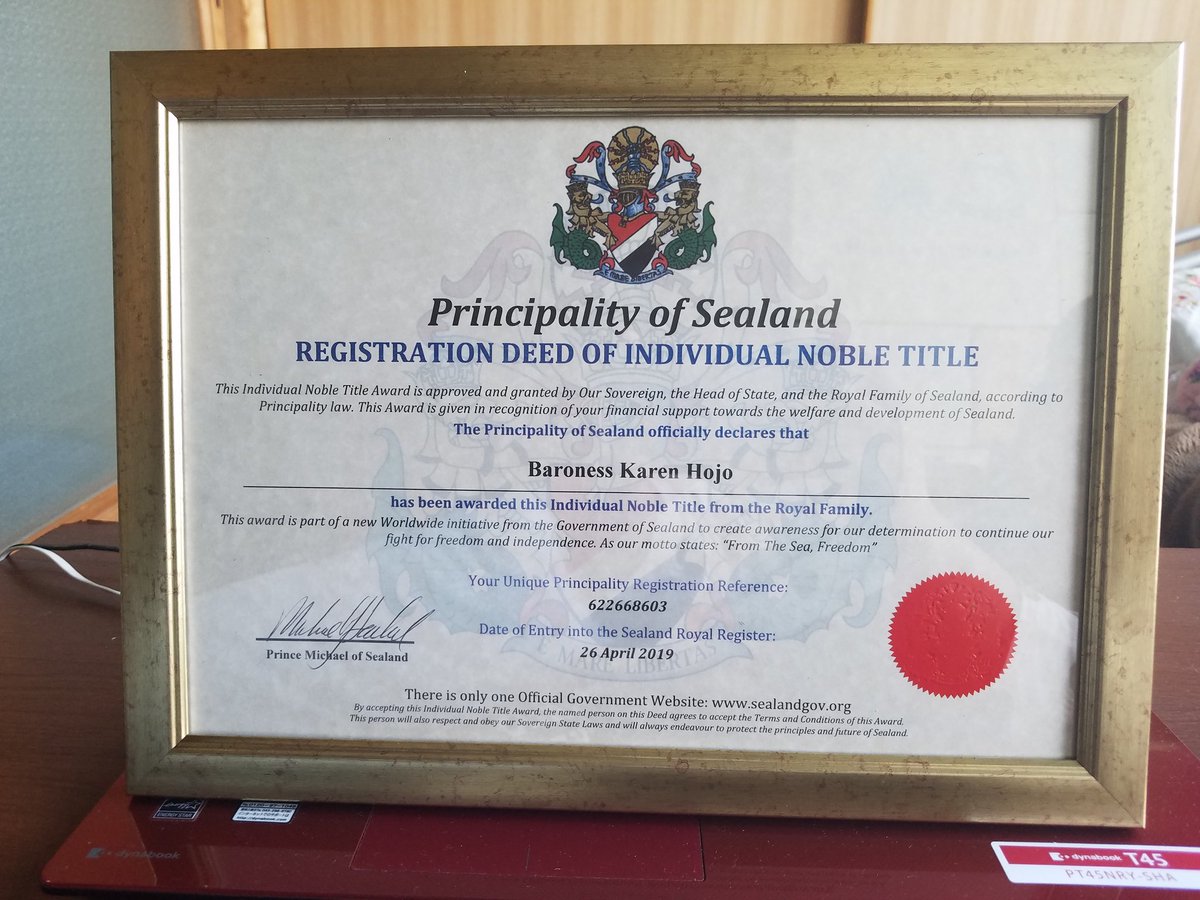 E MARE LIBERTAS
Principality of Sealand
REGISTRATION DEED OF INDIVIDUAL NOBLE TITLE
This Individual Noble Title Award is approved and granted by Our Sovereign, the Head of State, and the Royal Family of Sealand, according to
Principality law. This Award is given in recognition of your financial support towards the welfare and development of Sealand.
The Principality of Sealand officially declares that
Baroness Karen Hojo
has been awarded this Individual Noble Title from the Royal Family.
This award is part of a new Worldwide initiative from the Government of Sealand to create awareness for our determination to continue our
fight for freedom and independence. As our motto states: “From The Sea, Freedom”
Your Unique Principality Registration Reference:
622668603
Date of Entry into the Sealand Royal Register:
26 April 2019
E MARE LIBERTAS
Prince Michael of Sealand
There is only one Official Government Website: www.sealandgov.org
By accepting this Individual Noble Title Award, the named person on this Deed agrees to accept the Terms and Conditions of this Award.
This person will also respect and obey our Sovereign State Laws and will always endeavour to protect the principles and future of Sealand.
ENERGY STAR
http://dynabook.com
dynabook
dynabook T45
PT45NRY-SHA